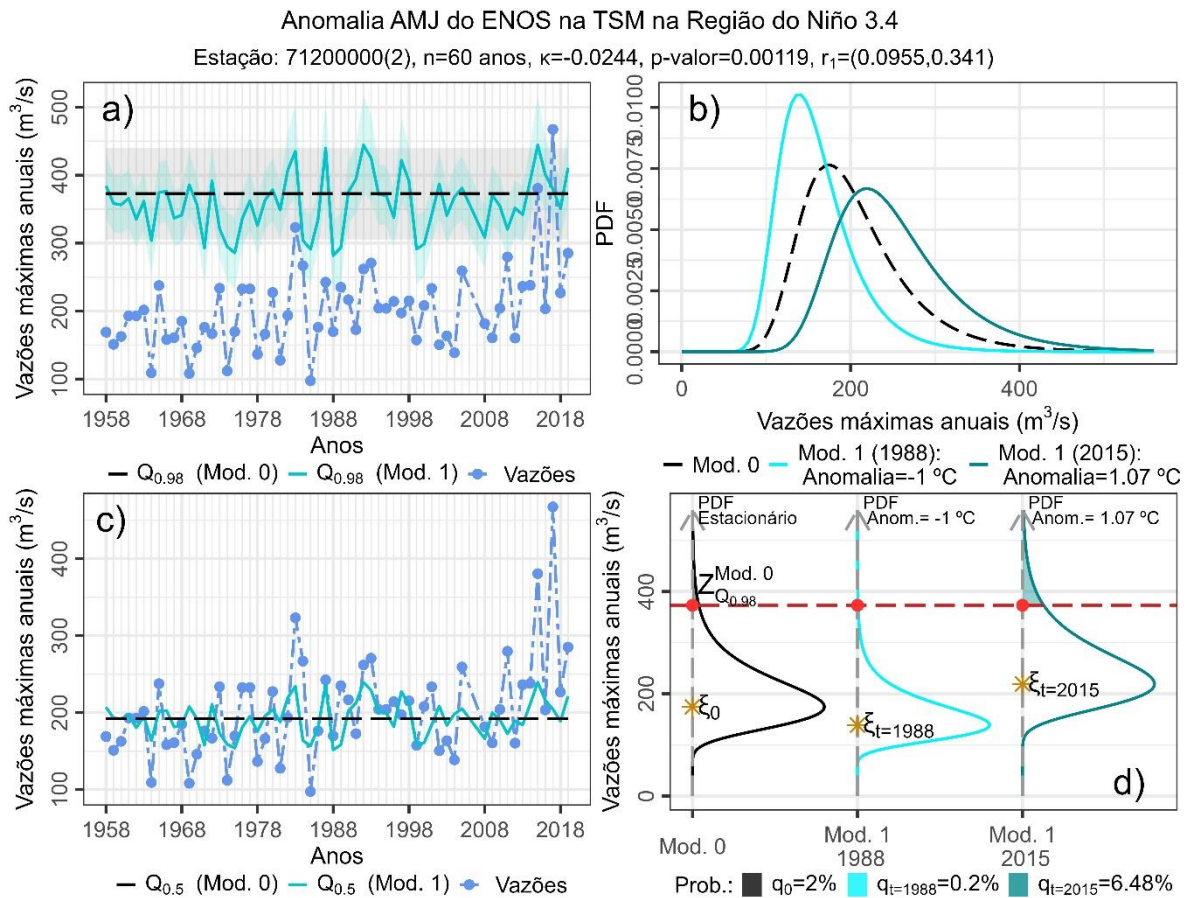 Anomalia AMJ do ENOS na TSM na Região do Niño 3.4
Estação: 71200000(2), n=60 anos, κ=-0.0244, p-valor=0.00119, r₁=(0.0955,0.341)
a)
Vazões máximas anuais (m³/s)
500
400
300
200
100
1958 1968 1978 1988 1998 2008 2018
Anos
Q₀.₉₈ (Mod. 0) Q₀.₉₈ (Mod. 1) Vazões
b)
PDF
0.0100
0.0075
0.0050
0.0025
0.0000
0 200 400
Vazões máximas anuais (m³/s)
Mod. 0 Mod. 1 (1988): Mod. 1 (2015):
Anomalia=-1 ºC Anomalia=1.07 ºC
c)
Vazões máximas anuais (m³/s)
400
300
200
100
1958 1968 1978 1988 1998 2008 2018
Anos
Q₀.₅ (Mod. 0) Q₀.₅ (Mod. 1) Vazões
d)
Vazões máximas anuais (m³/s)
400
200
0
PDF PDF PDF
Estacionário Anom.= -1 ºC Anom.= 1.07 ºC
Z Mod. 0 Q₀.₉₈
ξ₀
ξt=1988
ξt=2015
Mod. 0 Mod. 1 Mod. 1
1988 2015
Prob.: q₀=2% qt=1988=0.2% qt=2015=6.48%